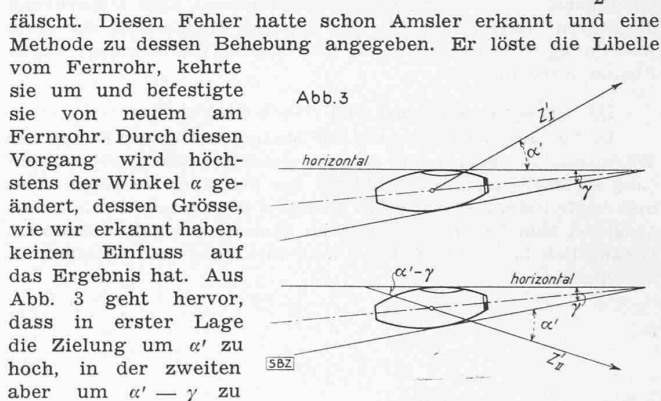 fälscht. Diesen Fehler hatte schon Amsler erkannt und eine
Methode zu dessen Behebung angegeben. Er löste die Libelle
vom Fernrohr, kehrte
sie um und befestigte
sie von neuem am
Fernrohr. Durch diesen
Vorgang wird höch-
stens der Winkel α ge-
ändert, dessen Grösse,
wie wir erkannt haben,
keinen Einfluss auf
das Ergebnis hat. Aus
Abb. 3 geht hervor,
dass in erster Lage
die Zielung um α′ zu
hoch, in der zweiten
aber um α′ — γ zu
Abb.3
Z'I
α'
horizontal
γ
α'-γ
horizontal
γ
α'
Z'II
SBZ